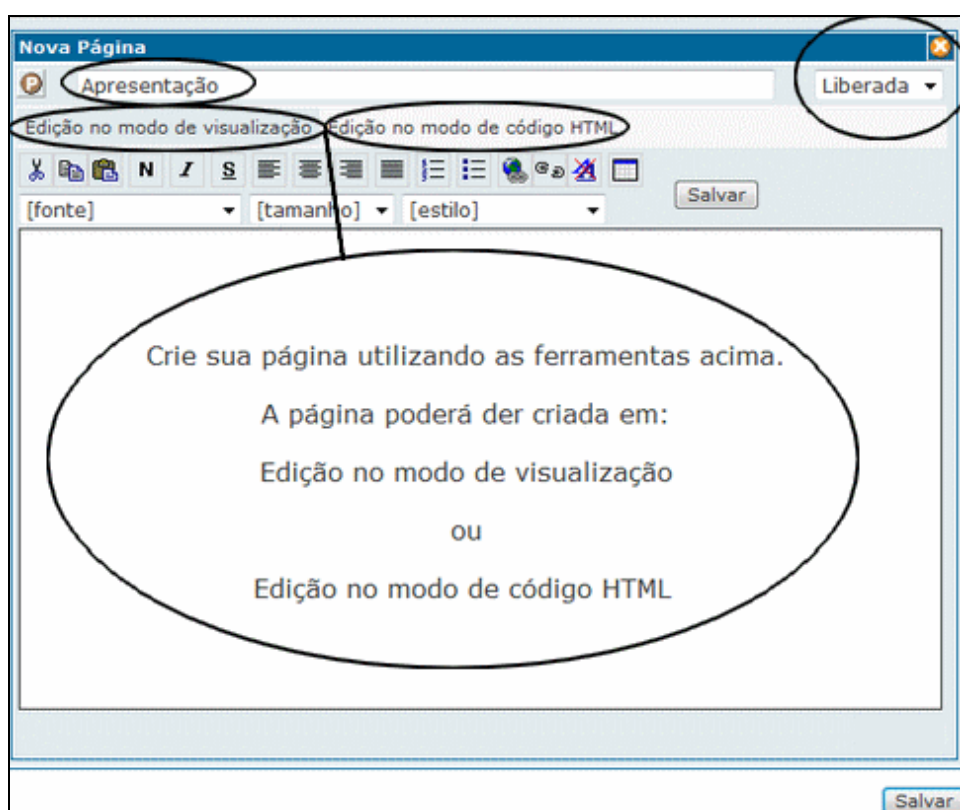 Nova Página
Apresentação
Liberada
Edição no modo de visualização Edição no modo de código HTML
N I S
[fonte] [tamanho] [estilo] Salvar
Crie sua página utilizando as ferramentas acima.
A página poderá der criada em:
Edição no modo de visualização
ou
Edição no modo de código HTML
Salvar